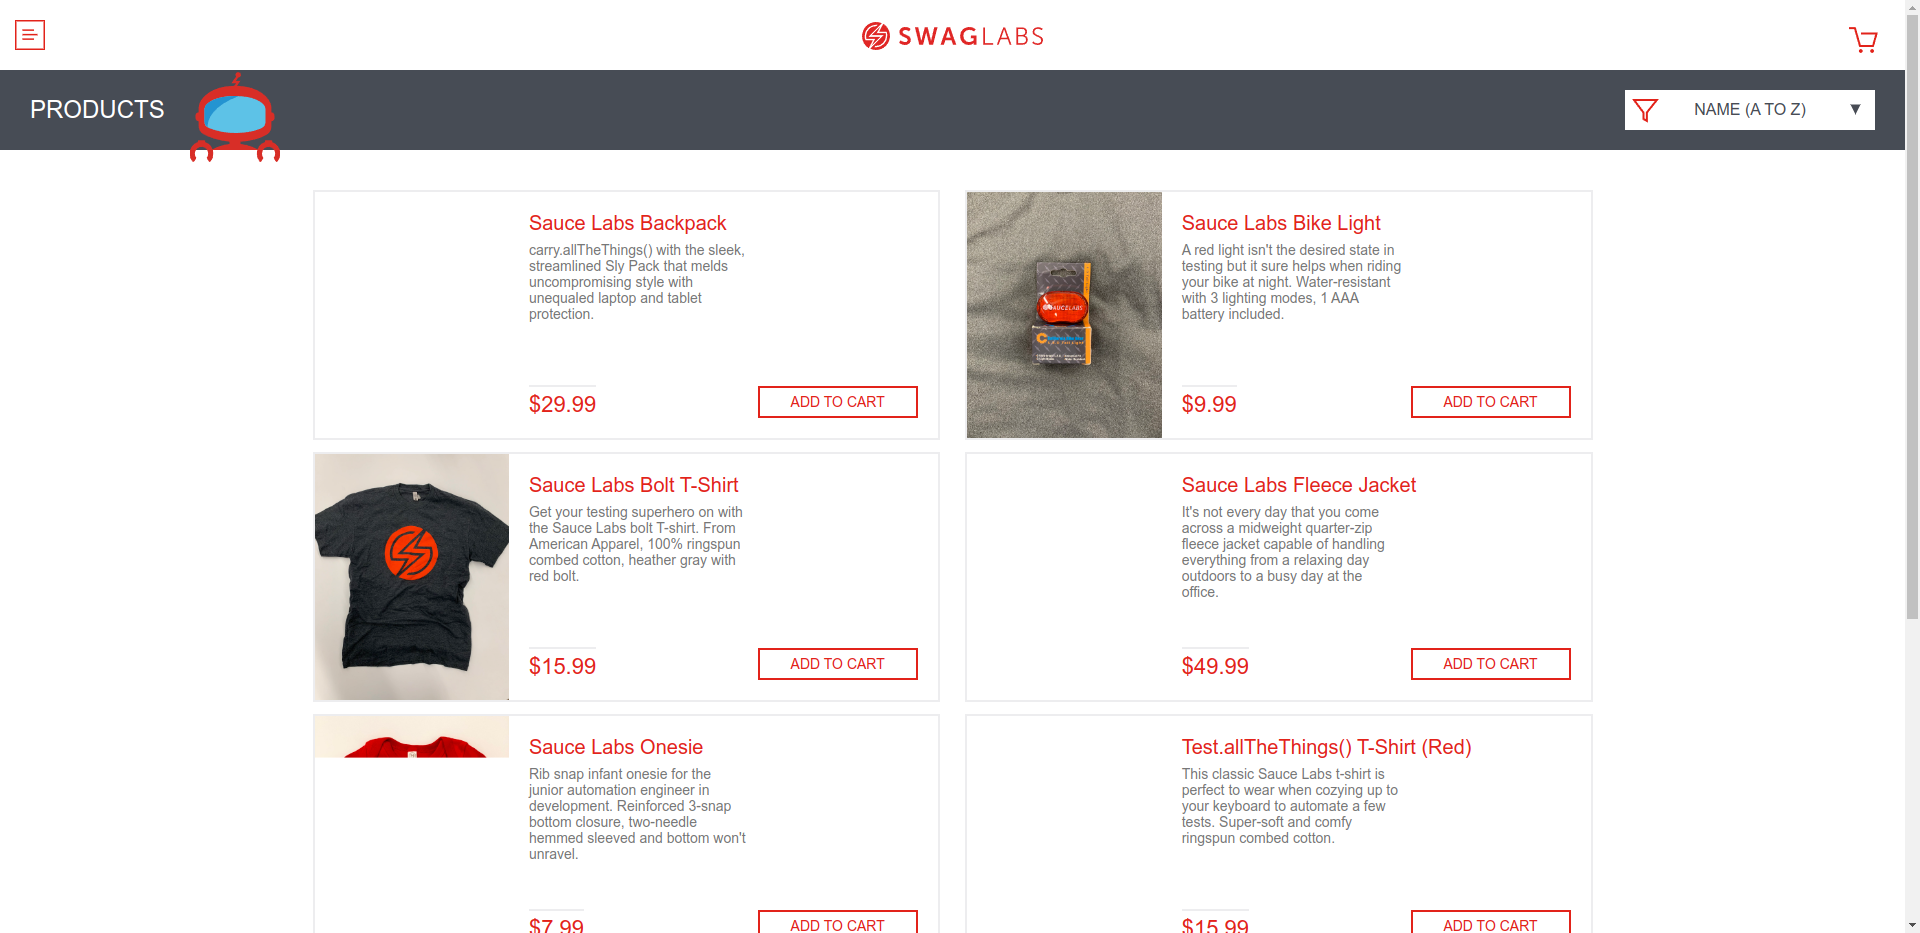 SWAGLABS
PRODUCTS
NAME (A TO Z)
Sauce Labs Backpack
carry.allTheThings() with the sleek,
streamlined Sly Pack that melds
uncompromising style with
unequaled laptop and tablet
protection.
$29.99
ADD TO CART
SAUCELABS
Sauce Labs Bike Light
A red light isn't the desired state in
testing but it sure helps when riding
your bike at night. Water-resistant
with 3 lighting modes, 1 AAA
battery included.
$9.99
ADD TO CART
Sauce Labs Bolt T-Shirt
Get your testing superhero on with
the Sauce Labs bolt T-shirt. From
American Apparel, 100% ringspun
combed cotton, heather gray with
red bolt.
$15.99
ADD TO CART
Sauce Labs Fleece Jacket
It's not every day that you come
across a midweight quarter-zip
fleece jacket capable of handling
everything from a relaxing day
outdoors to a busy day at the
office.
$49.99
ADD TO CART
Sauce Labs Onesie
Rib snap infant onesie for the
junior automation engineer in
development. Reinforced 3-snap
bottom closure, two-needle
hemmed sleeved and bottom won't
unravel.
$7.99
ADD TO CART
Test.allTheThings() T-Shirt (Red)
This classic Sauce Labs t-shirt is
perfect to wear when cozying up to
your keyboard to automate a few
tests. Super-soft and comfy
ringspun combed cotton.
$15.99
ADD TO CART